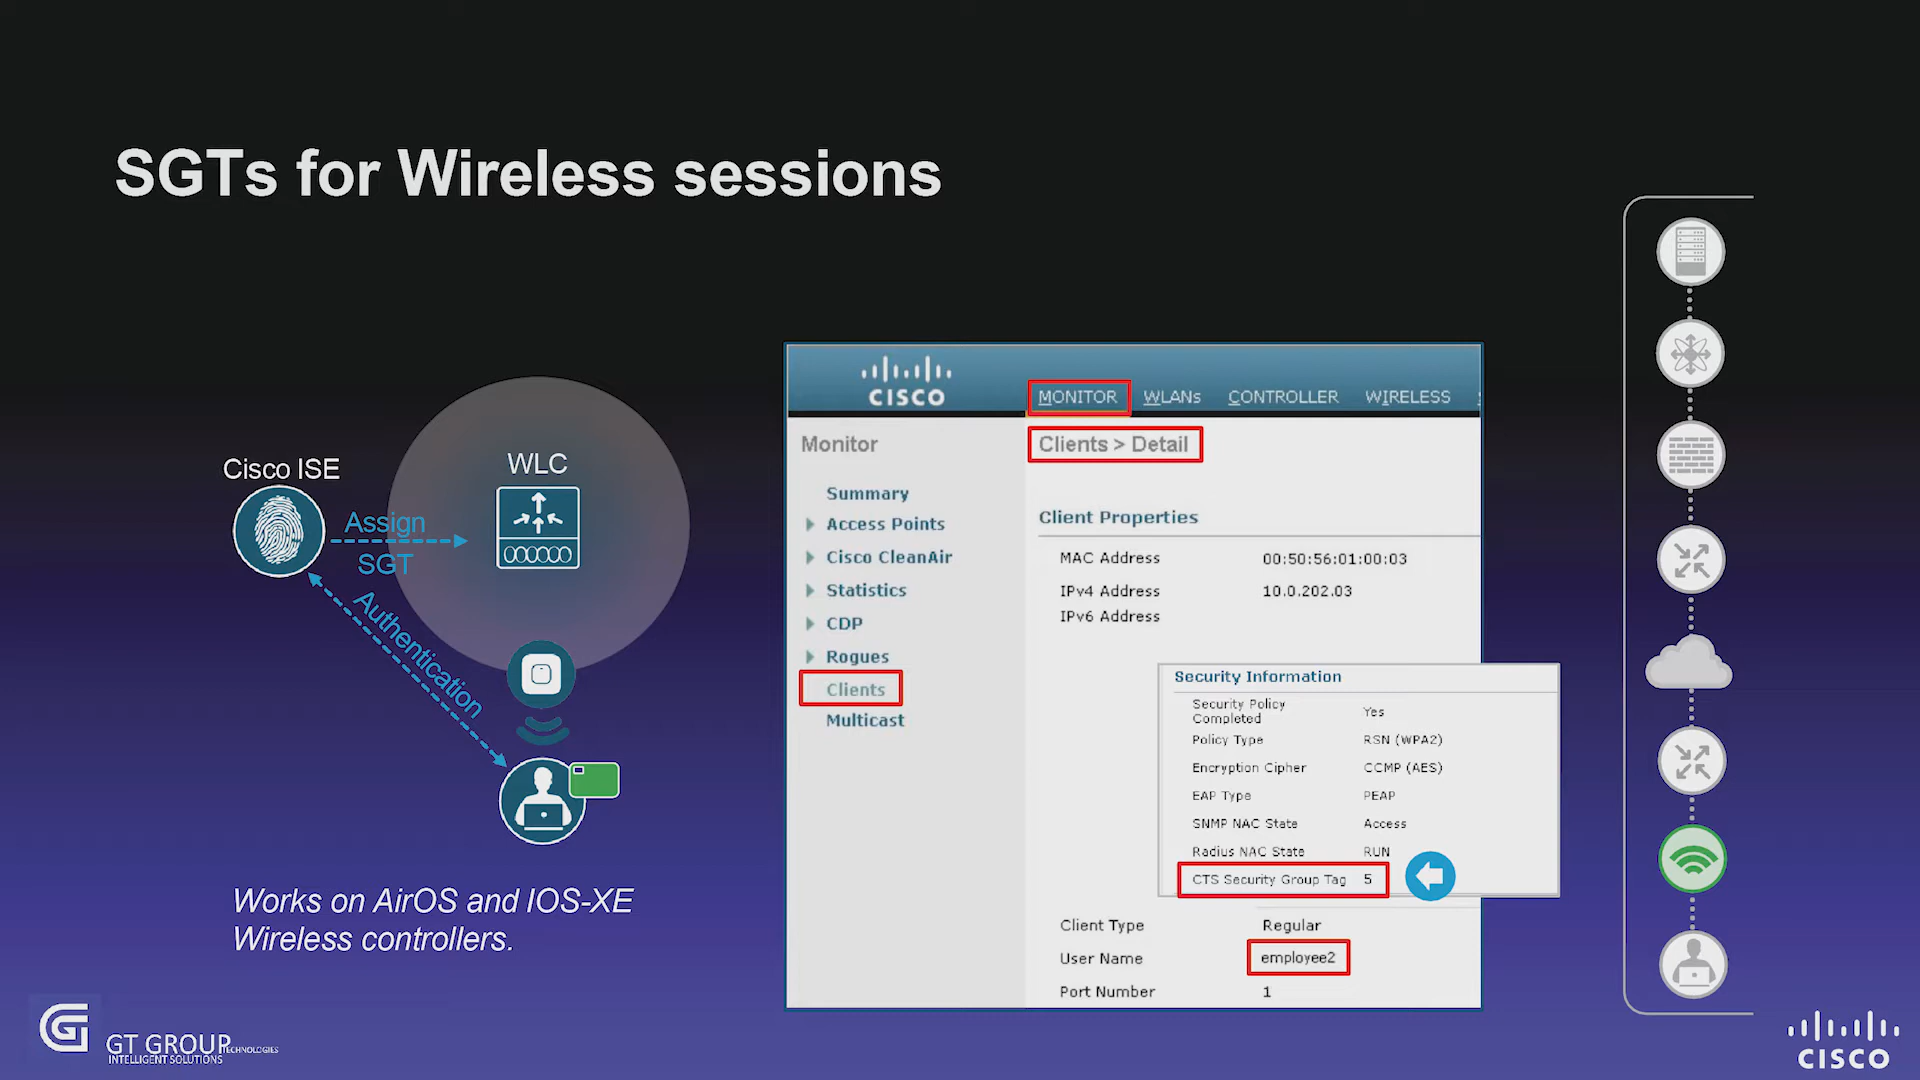 SGTs for Wireless sessions
Cisco ISE
WLC
Assign
SGT
Authentication
Works on AirOS and IOS-XE
Wireless controllers.
CISCO
MONITOR WLANs CONTROLLER WIRELESS
Monitor
Clients > Detail
Summary
Access Points
Cisco CleanAir
Statistics
CDP
Rogues
Clients
Multicast
Client Properties
MAC Address 00:50:56:01:00:03
IPv4 Address 10.0.202.03
IPv6 Address
Security Information
Security Policy
Completed Yes
Policy Type RSN (WPA2)
Encryption Cipher CCMP (AES)
EAP Type PEAP
SNMP NAC State Access
Radius NAC State RUN
CTS Security Group Tag 5
Client Type Regular
User Name employee2
Port Number 1
GT GROUP TECHNOLOGIES
INTELLIGENT SOLUTIONS
CISCO